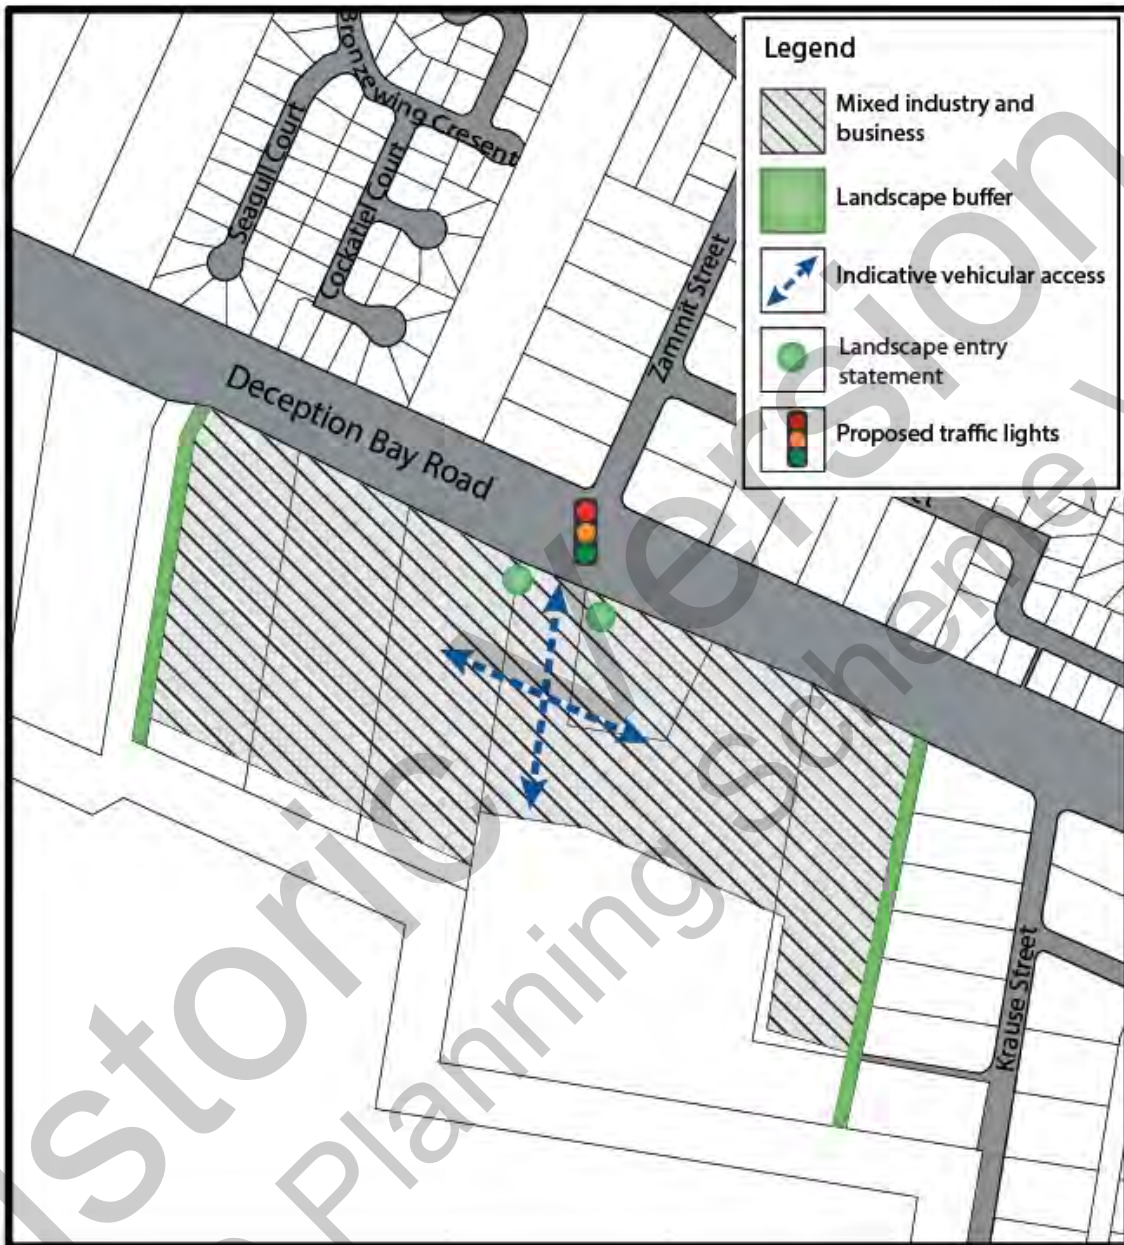 Legend
Mixed industry and
business
Landscape buffer
Indicative vehicular access
Landscape entry
statement
Proposed traffic lights
Bronzewing Cresent
Seagull Court
Cockatiel Court
Zammit Street
Deception Bay Road
Krause Street
Version
Planning Scheme V